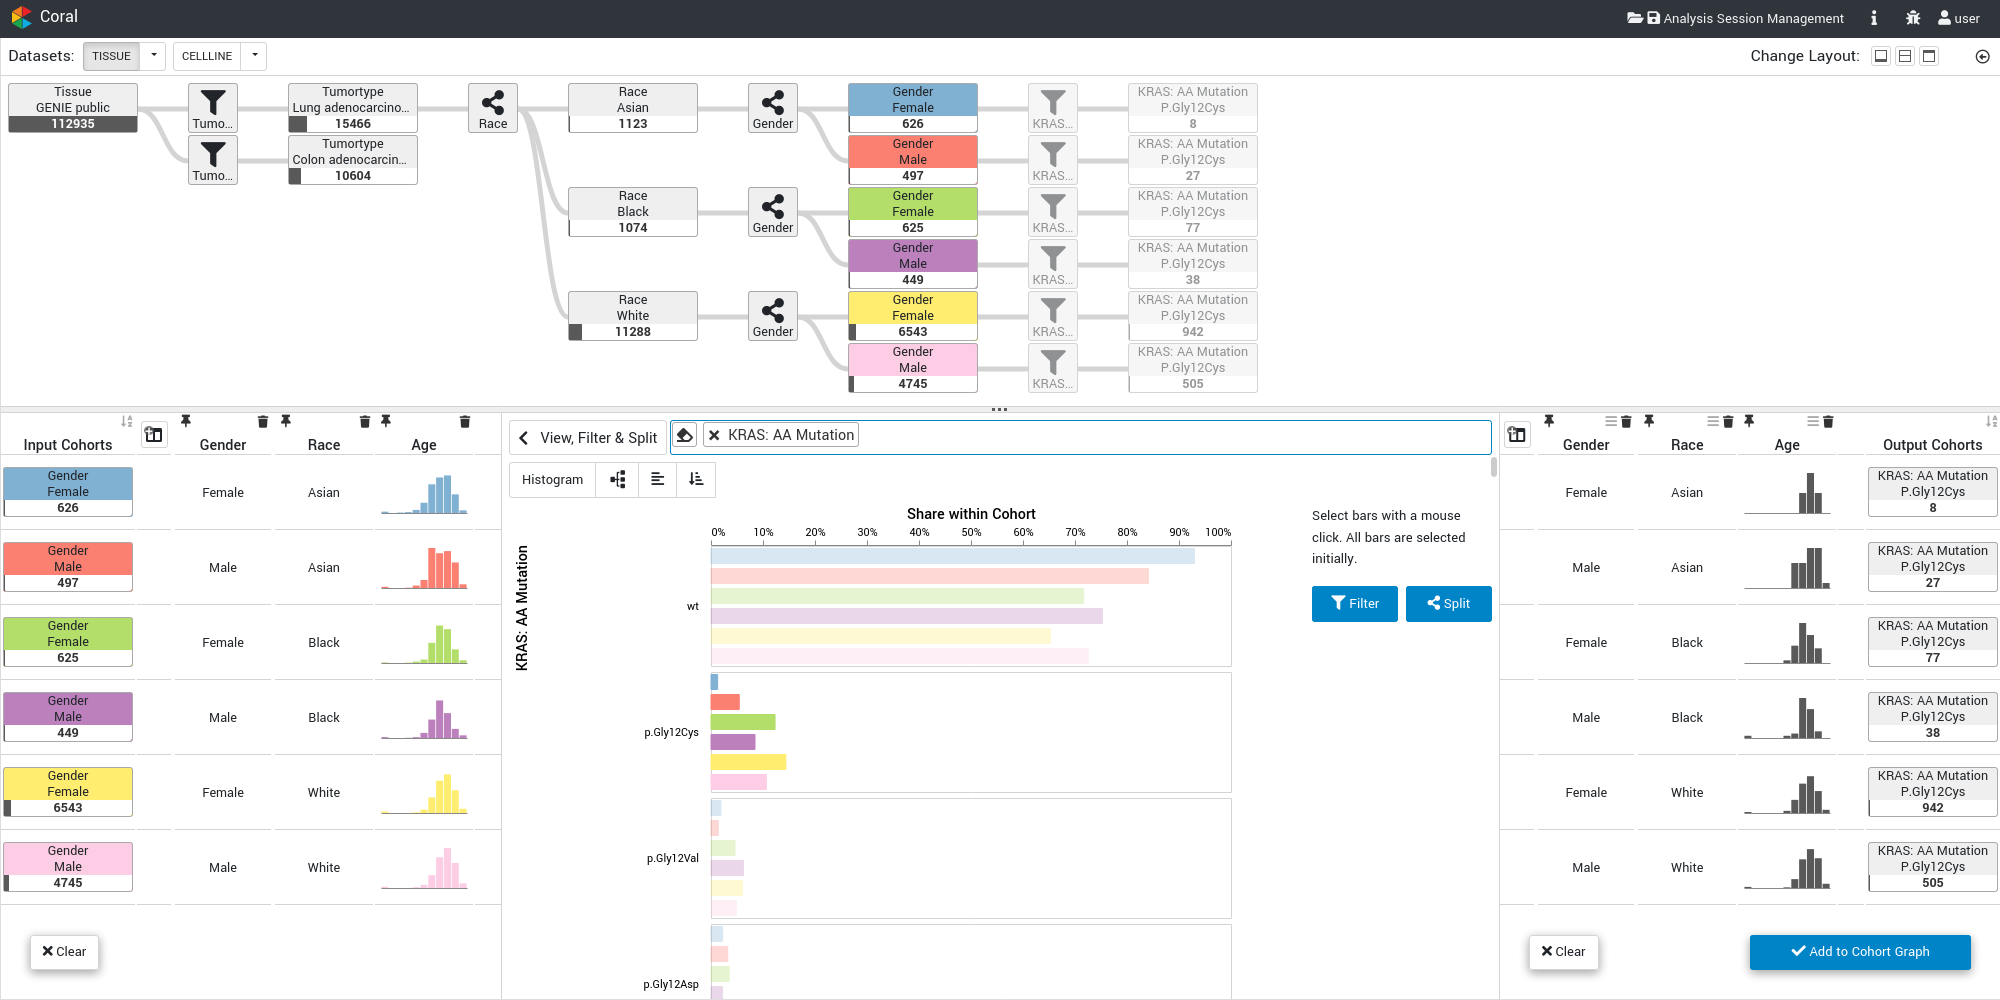 Coral
Analysis Session Management
user
Datasets:
TISSUE
CELLLINE
Change Layout:
Tissue
GENIE public
112935
Tumo...
Tumortype
Lung adenocarcino...
15466
Race
Race
Asian
1123
Gender
Gender
Female
626
KRAS...
KRAS: AA Mutation
P.Gly12Cys
8
Tumo...
Tumortype
Colon adenocarcin...
10604
Gender
Male
497
KRAS...
KRAS: AA Mutation
P.Gly12Cys
27
Race
Black
1074
Gender
Gender
Female
625
KRAS...
KRAS: AA Mutation
P.Gly12Cys
77
Gender
Male
449
KRAS...
KRAS: AA Mutation
P.Gly12Cys
38
Race
White
11288
Gender
Gender
Female
6543
KRAS...
KRAS: AA Mutation
P.Gly12Cys
942
Gender
Male
4745
KRAS...
KRAS: AA Mutation
P.Gly12Cys
505
Input Cohorts
Gender
Race
Age
Gender
Female
626
Female
Asian
Gender
Male
497
Male
Asian
Gender
Female
625
Female
Black
Gender
Male
449
Male
Black
Gender
Female
6543
Female
White
Gender
Male
4745
Male
White
Clear
View, Filter & Split
KRAS: AA Mutation
Histogram
Share within Cohort
0% 10% 20% 30% 40% 50% 60% 70% 80% 90% 100%
KRAS: AA Mutation
wt
p.Gly12Cys
p.Gly12Val
p.Gly12Asp
Select bars with a mouse
click. All bars are selected
initially.
Filter
Split
Gender
Race
Age
Output Cohorts
Female
Asian
KRAS: AA Mutation
P.Gly12Cys
8
Male
Asian
KRAS: AA Mutation
P.Gly12Cys
27
Female
Black
KRAS: AA Mutation
P.Gly12Cys
77
Male
Black
KRAS: AA Mutation
P.Gly12Cys
38
Female
White
KRAS: AA Mutation
P.Gly12Cys
942
Male
White
KRAS: AA Mutation
P.Gly12Cys
505
Clear
Add to Cohort Graph